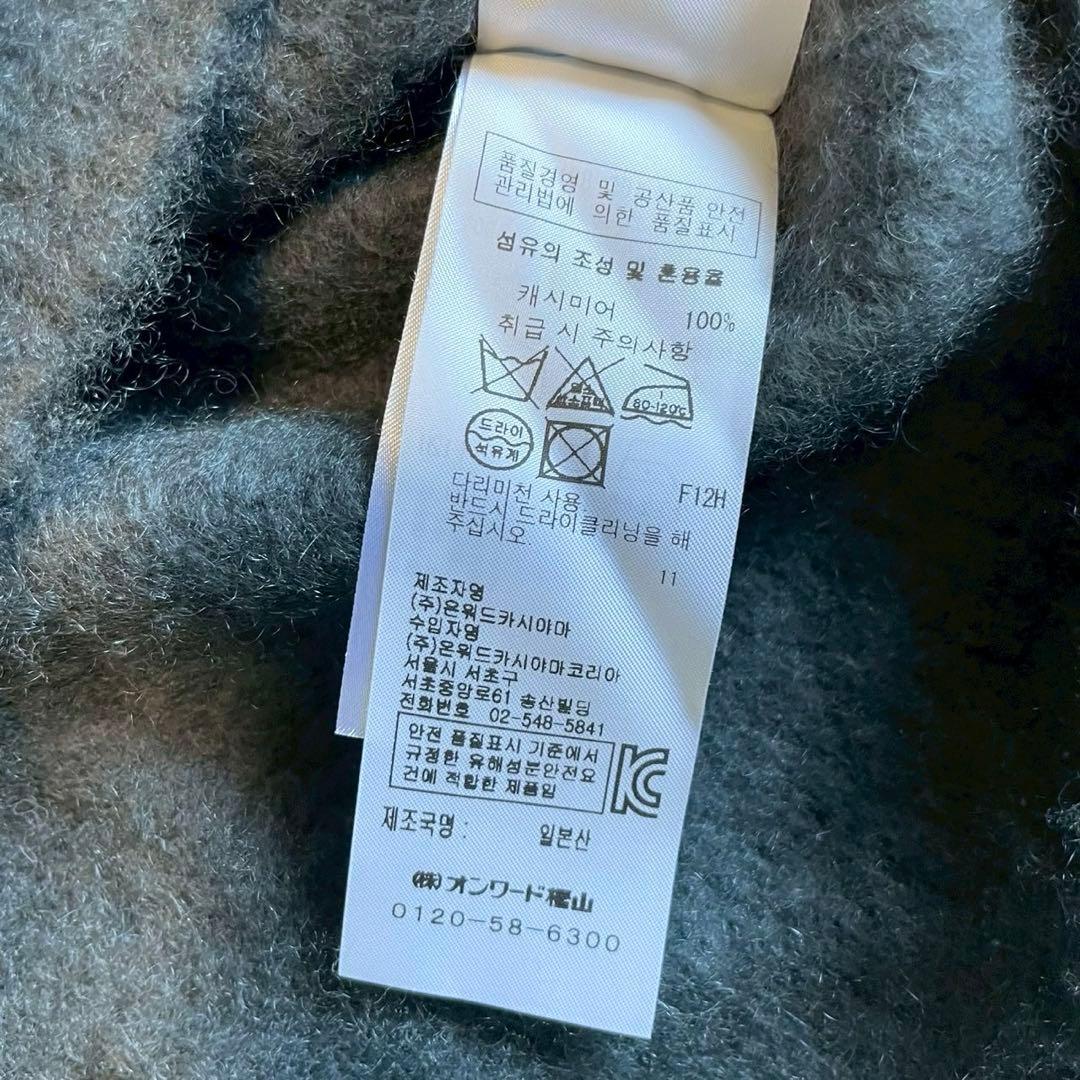 품질경영 및 공산품 안전
관리법에 의한 품질표시
섬유의 조성 및 혼용율
캐시미어 100%
취급 시 주의사항
염소
산소표백
80-120℃
드라이
석유계
F12H
다린미천 사용
반드시 드라이클리닝을 해
주십시오.
11
제조자명
(주)온워드카시야마
수입자명
(주)온워드카시야마코리아
서울시 서초구
서초중앙로61 송산빌딩
전화번호 02-548-5841
안전 품질표시 기준에서
규정한 유해성분안전요
건에 적합한 제품임
제조국명 : 일본산
㈱オンワード樫山
0120-58-6300